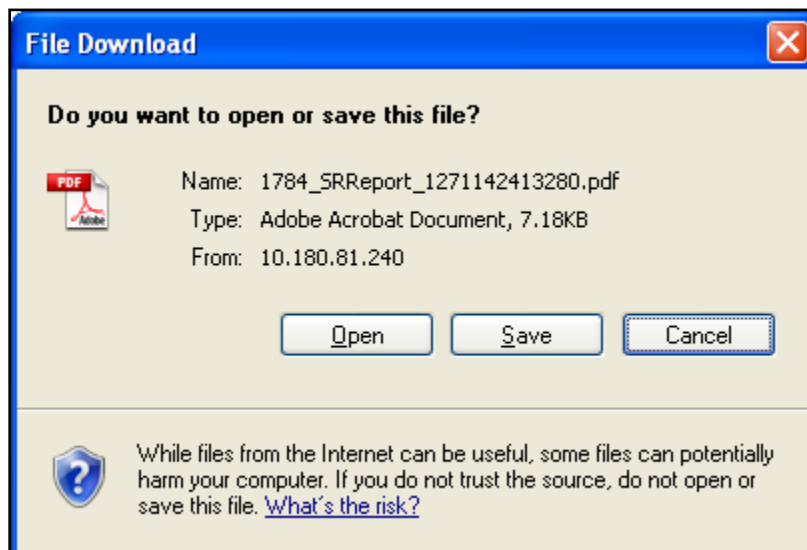 File Download
Do you want to open or save this file?
PDF
Adobe
Name: 1784_SRReport_1271142413280.pdf
Type: Adobe Acrobat Document, 7.18KB
From: 10.180.81.240
Open Save Cancel
While files from the Internet can be useful, some files can potentially
harm your computer. If you do not trust the source, do not open or
save this file. What's the risk?